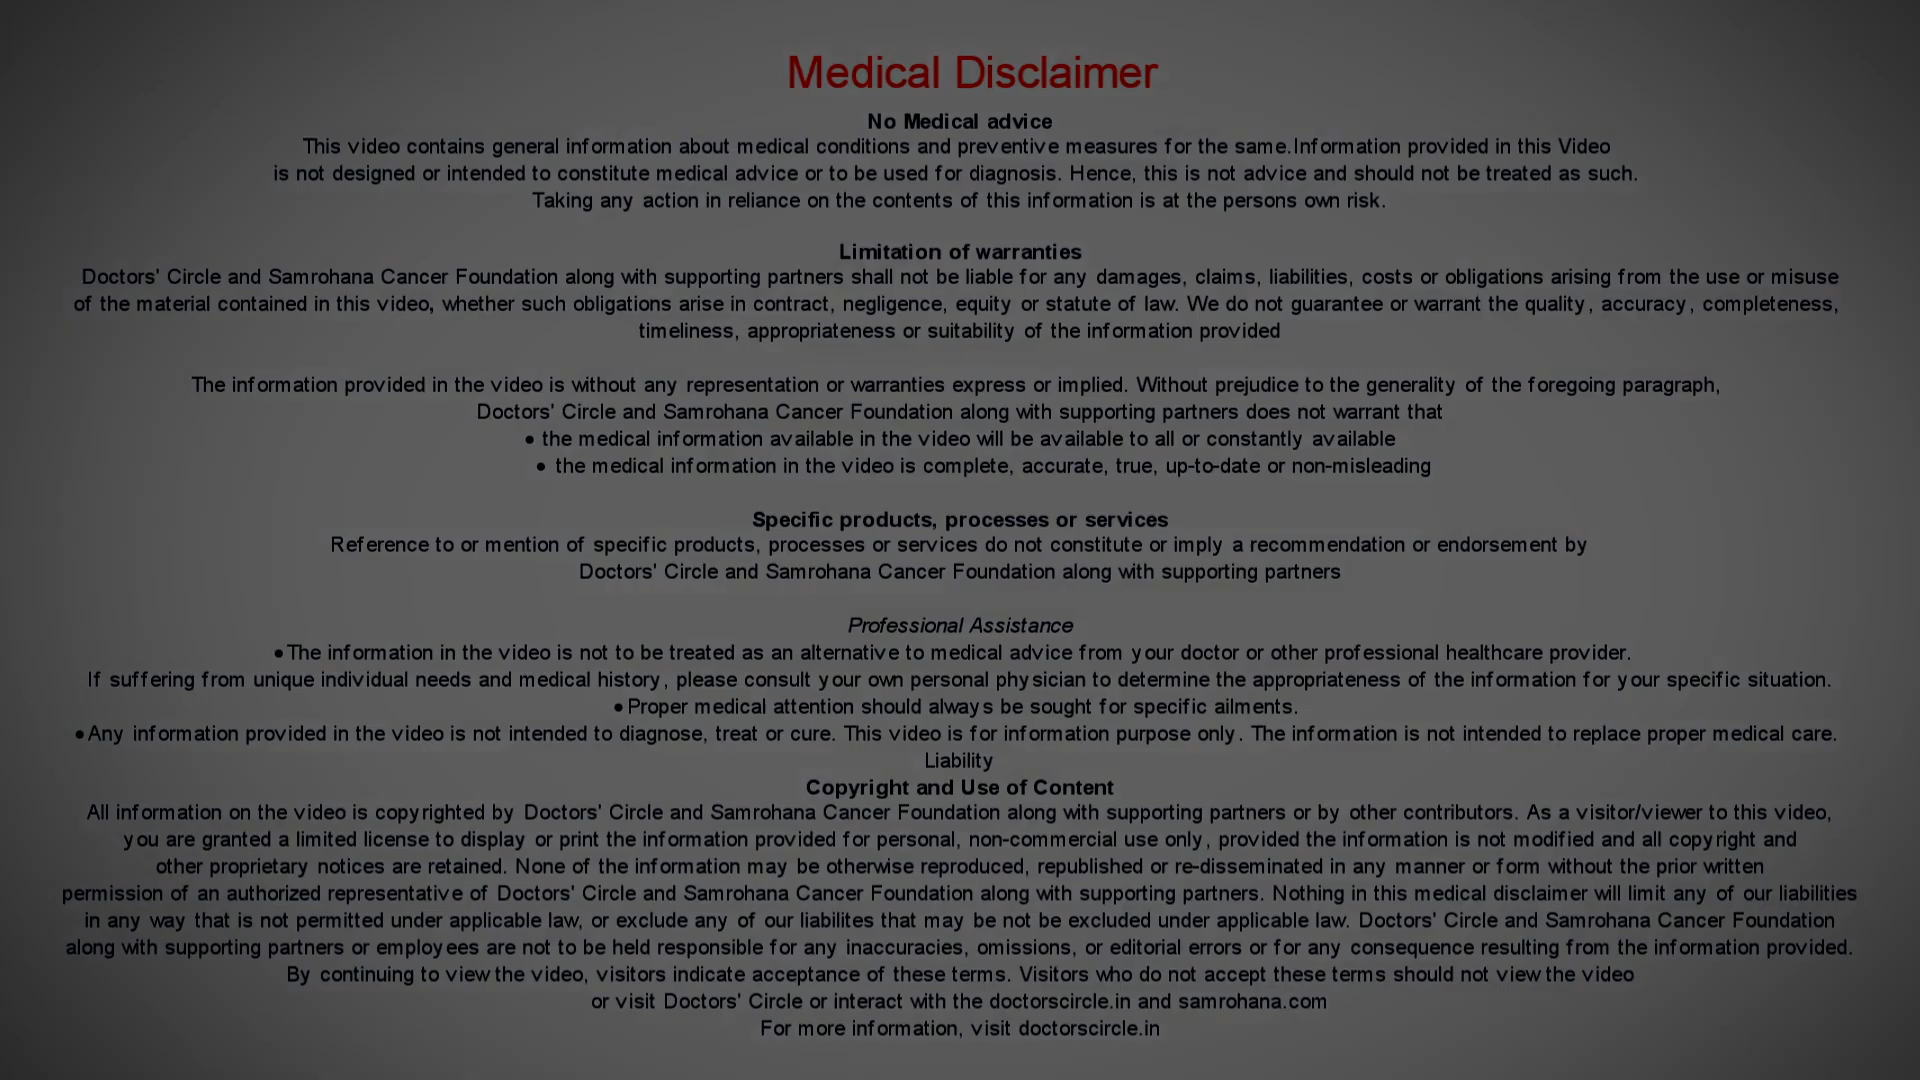 Medical Disclaimer
No Medical advice
This video contains general information about medical conditions and preventive measures for the same.Information provided in this Video
is not designed or intended to constitute medical advice or to be used for diagnosis. Hence, this is not advice and should not be treated as such.
Taking any action in reliance on the contents of this information is at the persons own risk.
Limitation of warranties
Doctors' Circle and Samrohana Cancer Foundation along with supporting partners shall not be liable for any damages, claims, liabilities, costs or obligations arising from the use or misuse
of the material contained in this video, whether such obligations arise in contract, negligence, equity or statute of law. We do not guarantee or warrant the quality, accuracy, completeness,
timeliness, appropriateness or suitability of the information provided
The information provided in the video is without any representation or warranties express or implied. Without prejudice to the generality of the foregoing paragraph,
Doctors' Circle and Samrohana Cancer Foundation along with supporting partners does not warrant that
• the medical information available in the video will be available to all or constantly available
• the medical information in the video is complete, accurate, true, up-to-date or non-misleading
Specific products, processes or services
Reference to or mention of specific products, processes or services do not constitute or imply a recommendation or endorsement by
Doctors' Circle and Samrohana Cancer Foundation along with supporting partners
Professional Assistance
•The information in the video is not to be treated as an alternative to medical advice from your doctor or other professional healthcare provider.
If suffering from unique individual needs and medical history, please consult your own personal physician to determine the appropriateness of the information for your specific situation.
•Proper medical attention should always be sought for specific ailments.
•Any information provided in the video is not intended to diagnose, treat or cure. This video is for information purpose only. The information is not intended to replace proper medical care.
Liability
Copyright and Use of Content
All information on the video is copyrighted by Doctors' Circle and Samrohana Cancer Foundation along with supporting partners or by other contributors. As a visitor/viewer to this video,
you are granted a limited license to display or print the information provided for personal, non-commercial use only, provided the information is not modified and all copyright and
other proprietary notices are retained. None of the information may be otherwise reproduced, republished or re-disseminated in any manner or form without the prior written
permission of an authorized representative of Doctors' Circle and Samrohana Cancer Foundation along with supporting partners. Nothing in this medical disclaimer will limit any of our liabilities
in any way that is not permitted under applicable law, or exclude any of our liabilites that may be not be excluded under applicable law. Doctors' Circle and Samrohana Cancer Foundation
along with supporting partners or employees are not to be held responsible for any inaccuracies, omissions, or editorial errors or for any consequence resulting from the information provided.
By continuing to view the video, visitors indicate acceptance of these terms. Visitors who do not accept these terms should not view the video
or visit Doctors' Circle or interact with the doctorscircle.in and samrohana.com
For more information, visit doctorscircle.in